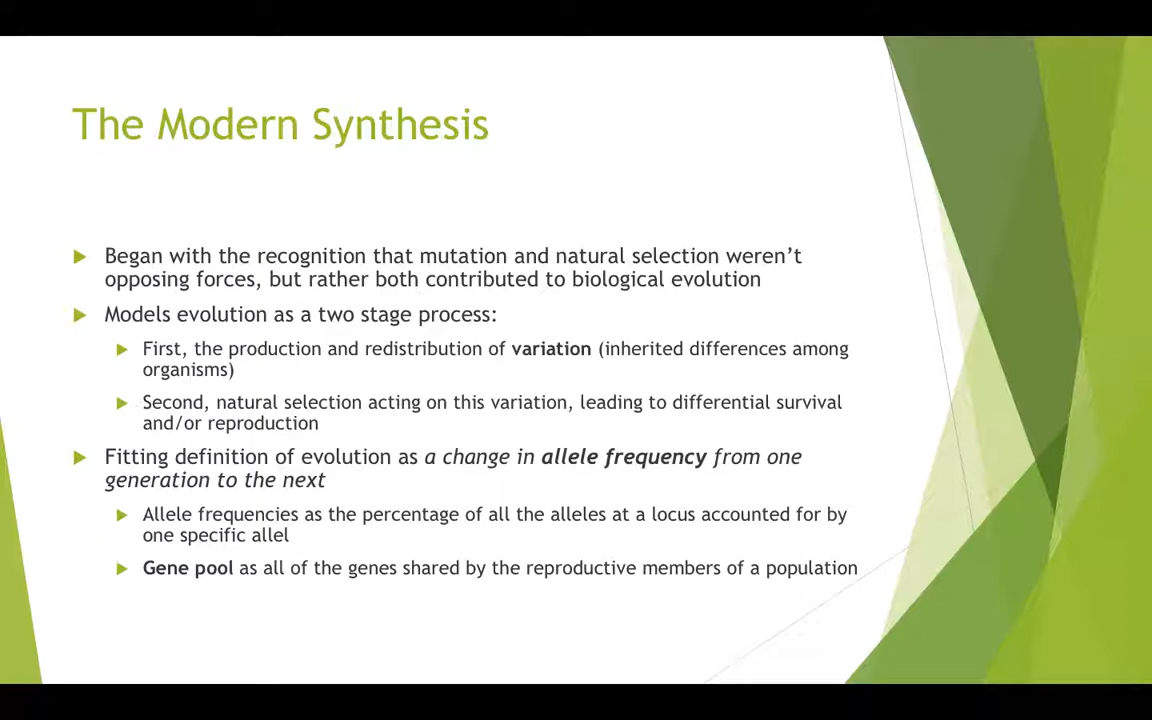 The Modern Synthesis
Began with the recognition that mutation and natural selection weren't
opposing forces, but rather both contributed to biological evolution
Models evolution as a two stage process:
First, the production and redistribution of variation (inherited differences among
organisms)
Second, natural selection acting on this variation, leading to differential survival
and/or reproduction
Fitting definition of evolution as a change in allele frequency from one
generation to the next
Allele frequencies as the percentage of all the alleles at a locus accounted for by
one specific allel
Gene pool as all of the genes shared by the reproductive members of a population